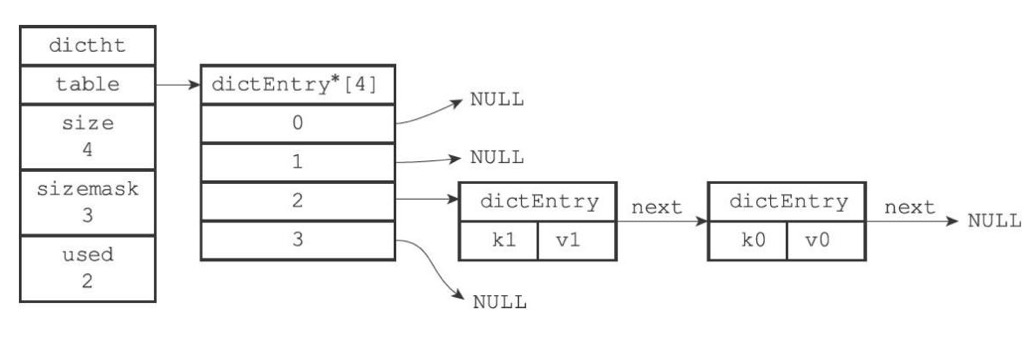 dictht
table
size
4
sizemask
3
used
2
dictEntry*[4]
0
1
2
3
NULL
NULL
dictEntry
k1
v1
next
dictEntry
k0
v0
next
NULL
NULL